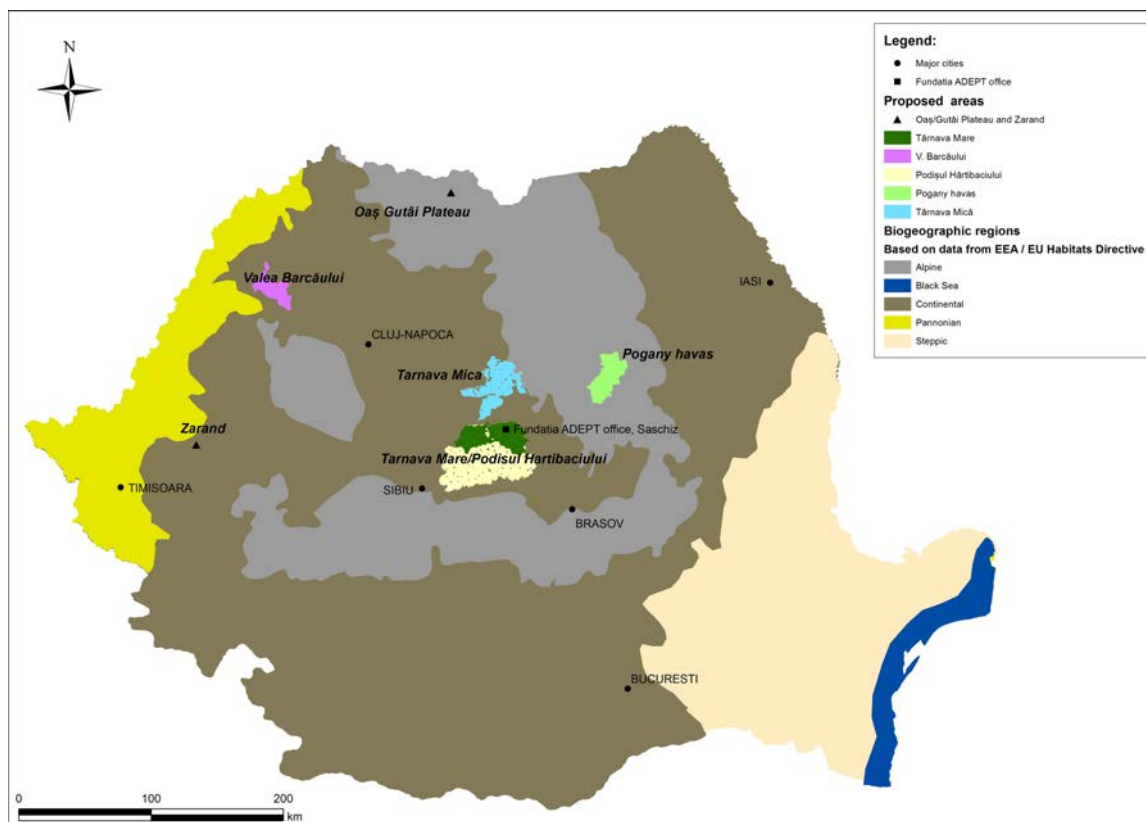 N
Legend:
Major cities
Fundatia ADEPT office
Proposed areas
Oaș/Gutâi Plateau and Zarand
Târnava Mare
V. Barcăului
Podișul Hârtibaciului
Pogany havas
Târnava Mică
Biogeographic regions
Based on data from EEA / EU Habitats Directive
Alpine
Black Sea
Continental
Pannonian
Steppic
Oaș Gutâi Plateau
Valea Barcăului
IASI
CLUJ-NAPOCA
Pogany havas
Tarnava Mica
Zarand
Fundatia ADEPT office, Saschiz
Tarnava Mare/Podisul Hartibaciului
TIMISOARA
SIBIU
BRASOV
BUCURESTI
0 100 200
km